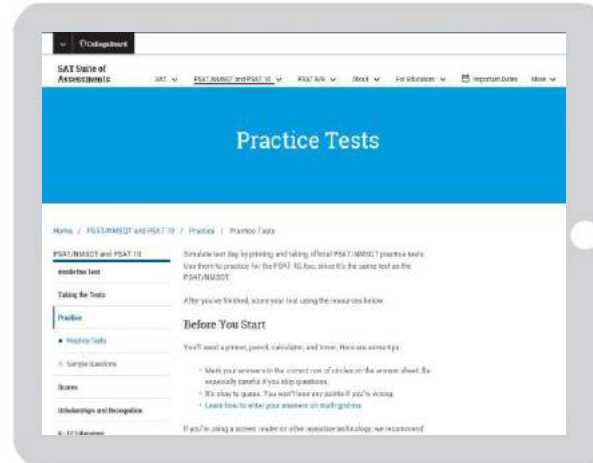 CollegeBoard
SAT Suite of
Assessments
SAT PSAT/NMSQT and PSAT 10 PSAT 8/9 About For Educators Important Dates More
Practice Tests
Home / PSAT/NMSQT and PSAT 10 / Practice / Practice Tests
PSAT/NMSQT and PSAT 10
Inside the Test
Taking the Tests
Practice
Practice Tests
Sample Questions
Scores
Scholarships and Recognition
Simulate test day by printing and taking official PSAT/NMSQT practice tests.
Use them to practice for the PSAT 10, too, since it's the same test as the
PSAT/NMSQT.
After you've finished, score your test using the resources below.
Before You Start
You'll want a printer, pencil, calculator, and timer. Here are some tips:
Mark your answers in the correct row of circles on the answer sheet. Be
especially careful if you skip questions.
It's okay to guess. You won't lose any points if you're wrong.
Learn how to enter your answers on math grid-ins.
If you're using a screen reader or other assistive technology, we recommend